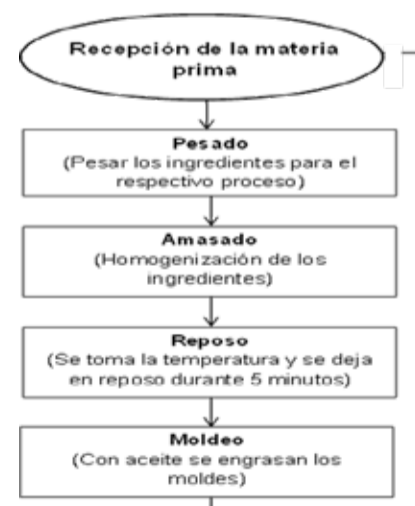 Recepción de la materia
prima
Pesado
(Pesar los ingredientes para el
respectivo proceso)
Amasado
(Homogenización de los
ingredientes)
Reposo
(Se toma la temperatura y se deja
en reposo durante 5 minutos)
Moldeo
(Con aceite se engrasan los
moldes)